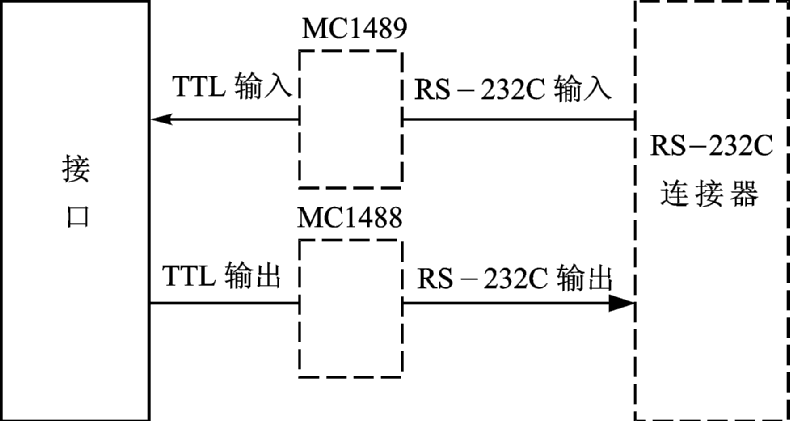 MC1489
TTL 输入
RS-232C 输入
接口
RS-232C
连接器
MC1488
TTL 输出
RS-232C 输出